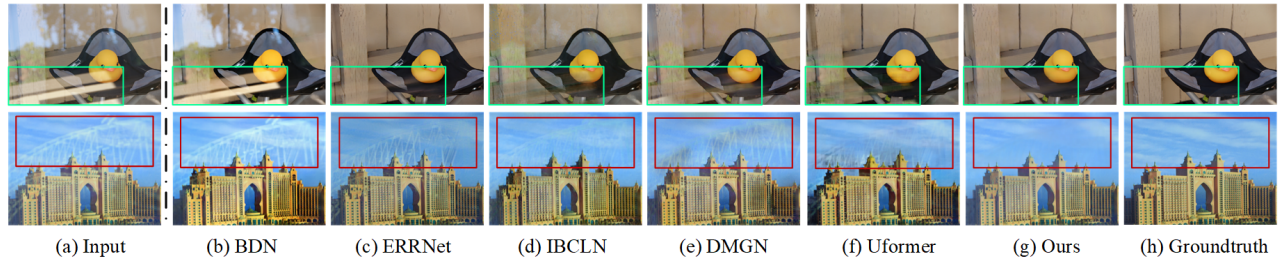 (a) Input (b) BDN (c) ERRNet (d) IBCLN (e) DMGN (f) Uformer (g) Ours (h) Groundtruth